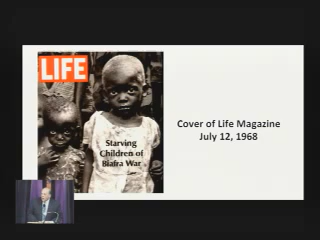 LIFE
Starving
Children of
Biafra War
Cover of Life Magazine
July 12, 1968